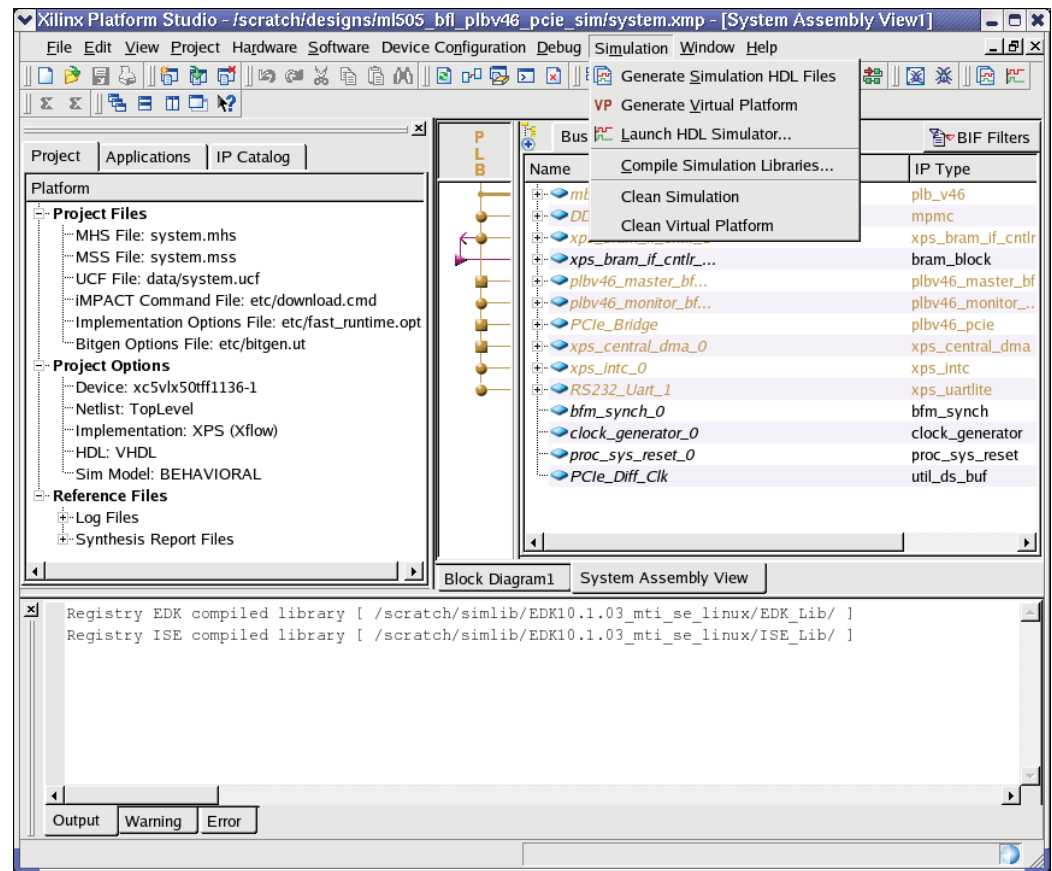 Xilinx Platform Studio - /scratch/designs/ml505_bfl_plbv46_pcie_sim/system.xmp - [System Assembly View1]
File Edit View Project Hardware Software Device Configuration Debug Simulation Window Help
Generate Simulation HDL Files
VP Generate Virtual Platform
Launch HDL Simulator...
Compile Simulation Libraries...
Clean Simulation
Clean Virtual Platform
Project Applications IP Catalog
Platform
Project Files
MHS File: system.mhs
MSS File: system.mss
UCF File: data/system.ucf
iMPACT Command File: etc/download.cmd
Implementation Options File: etc/fast_runtime.opt
Bitgen Options File: etc/bitgen.ut
Project Options
Device: xc5vlx50tff1136-1
Netlist: TopLevel
Implementation: XPS (Xflow)
HDL: VHDL
Sim Model: BEHAVIORAL
Reference Files
Log Files
Synthesis Report Files
P
L
B
Bus BIF Filters
Name IP Type
plb_v46
DD mpmc
xps_bram_if_cntlr
xps_bram_if_cntlr_... bram_block
plbv46_master_bf... plbv46_master_bf
plbv46_monitor_bf... plbv46_monitor_..
PCIe_Bridge plbv46_pcie
xps_central_dma_0 xps_central_dma
xps_intc_0 xps_intc
RS232_Uart_1 xps_uartlite
bfm_synch_0 bfm_synch
clock_generator_0 clock_generator
proc_sys_reset_0 proc_sys_reset
PCIe_Diff_Clk util_ds_buf
Block Diagram1 System Assembly View
Registry EDK compiled library [ /scratch/simlib/EDK10.1.03_mti_se_linux/EDK_Lib/ ]
Registry ISE compiled library [ /scratch/simlib/EDK10.1.03_mti_se_linux/ISE_Lib/ ]
Output Warning Error